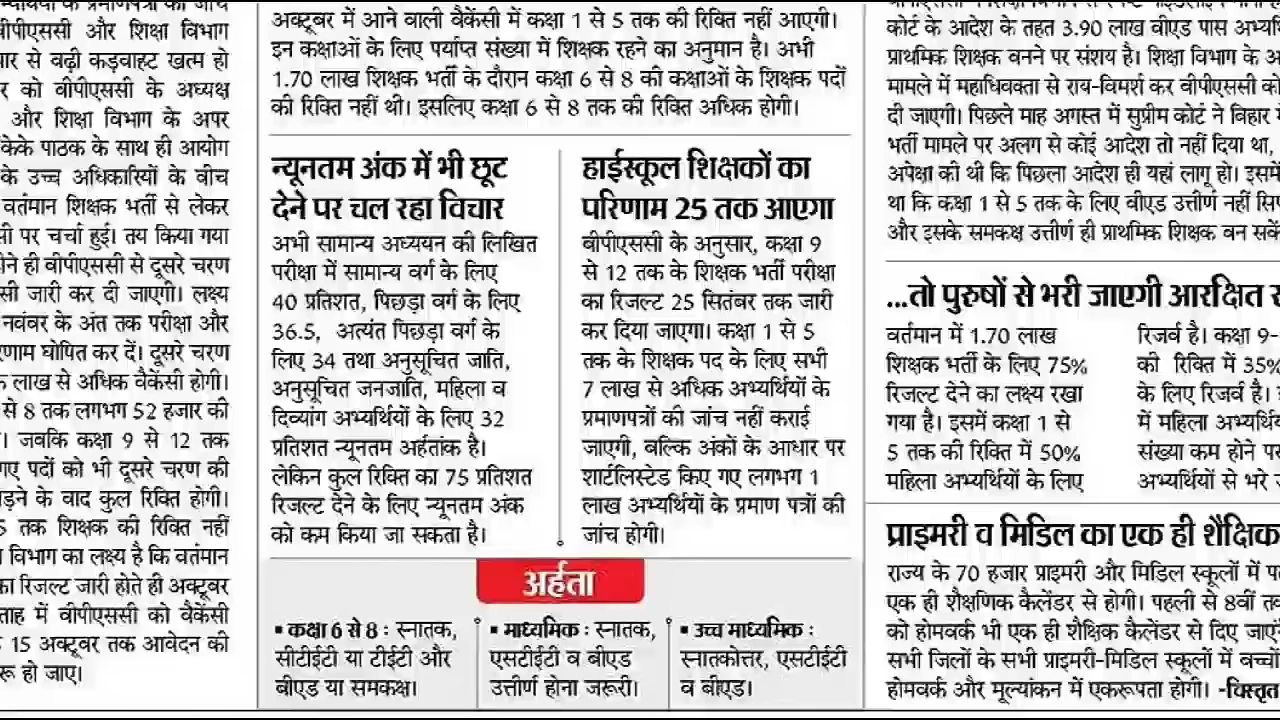 पीपीएससी और शिक्षा विभाग
से बढ़ी कड़वाहट खत्म हो
को बीपीएससी के अध्यक्ष
और शिक्षा विभाग के अपर
केके पाठक के साथ ही आयोग
के उच्च अधिकारियों के बीच
वर्तमान शिक्षक भर्ती से लेकर
पर चर्चा हुई। तय किया गया
ही बीपीएससी से दूसरे चरण
जारी कर दी जाएगी। लक्ष्य
नवंबर के अंत तक परीक्षा और
घोषित कर दें। दूसरे चरण
लाख से अधिक वैकेंसी होगी।
से 8 तक लगभग 52 हजार की
। जबकि कक्षा 9 से 12 तक
गए पदों को भी दूसरे चरण की
के बाद कुल रिक्ति होगी।
तक शिक्षक की रिक्ति नहीं
विभाग का लक्ष्य है कि वर्तमान
का रिजल्ट जारी होते ही अक्टूबर
में बीपीएससी को वैकेंसी
15 अक्टूबर तक आवेदन की
हो जाए।
अक्टूबर में आने वाली वैकेंसी में कक्षा 1 से 5 तक की रिक्ति नहीं आएगी।
इन कक्षाओं के लिए पर्याप्त संख्या में शिक्षक रहने का अनुमान है। अभी
1.70 लाख शिक्षक भर्ती के दौरान कक्षा 6 से 8 की कक्षाओं के शिक्षक पदों
की रिक्ति नहीं थी। इसलिए कक्षा 6 से 8 तक की रिक्ति अधिक होगी।
न्यूनतम अंक में भी छूट
देने पर चल रहा विचार
अभी सामान्य अध्ययन की लिखित
परीक्षा में सामान्य वर्ग के लिए
40 प्रतिशत, पिछड़ा वर्ग के लिए
36.5, अत्यंत पिछड़ा वर्ग के
लिए 34 तथा अनुसूचित जाति,
अनुसूचित जनजाति, महिला व
दिव्यांग अभ्यर्थियों के लिए 32
प्रतिशत न्यूनतम अर्हतांक है।
लेकिन कुल रिक्ति का 75 प्रतिशत
रिजल्ट देने के लिए न्यूनतम अंक
को कम किया जा सकता है।
हाईस्कूल शिक्षकों का
परिणाम 25 तक आएगा
बीपीएससी के अनुसार, कक्षा 9
से 12 तक के शिक्षक भर्ती परीक्षा
का रिजल्ट 25 सितंबर तक जारी
कर दिया जाएगा। कक्षा 1 से 5
तक के शिक्षक पद के लिए सभी
7 लाख से अधिक अभ्यर्थियों के
प्रमाणपत्रों की जांच नहीं कराई
जाएगी, बल्कि अंकों के आधार पर
शार्टलिस्टेड किए गए लगभग 1
लाख अभ्यर्थियों के प्रमाण पत्रों की
जांच होगी।
अर्हता
▪ कक्षा 6 से 8 : स्नातक,
सीटीईटी या टीईटी और
बीएड या समकक्ष।
▪ माध्यमिक : स्नातक,
एसटीईटी व बीएड
उत्तीर्ण होना जरूरी।
▪ उच्च माध्यमिक :
स्नातकोत्तर, एसटीईटी
व बीएड।
कोर्ट के आदेश के तहत 3.90 लाख बीएड पास
प्राथमिक शिक्षक बनने पर संशय है। शिक्षा विभाग के
मामले में महाधिवक्ता से राय-विमर्श कर बीपीएससी को
दी जाएगी। पिछले माह अगस्त में सुप्रीम कोर्ट ने बिहार
भर्ती मामले पर अलग से कोई आदेश तो नहीं दिया था,
अपेक्षा की थी कि पिछला आदेश ही यहां लागू हो। इसमें
था कि कक्षा 1 से 5 तक के लिए बीएड उत्तीर्ण नहीं
और इसके समकक्ष उत्तीर्ण ही प्राथमिक शिक्षक बन
...तो पुरुषों से भरी जाएगी आरक्षित
वर्तमान में 1.70 लाख
शिक्षक भर्ती के लिए 75%
रिजल्ट देने का लक्ष्य रखा
गया है। इसमें कक्षा 1 से
5 तक की रिक्ति में 50%
महिला अभ्यर्थियों के लिए
रिजर्व है। कक्षा 9-
की रिक्ति में 35%
के लिए रिजर्व है।
में महिला
संख्या कम होने पर
अभ्यर्थियों से भरे
प्राइमरी व मिडिल का एक ही शैक्षिक
राज्य के 70 हजार प्राइमरी और मिडिल स्कूलों में
एक ही शैक्षणिक कैलेंडर से होगी। पहली से 8वीं
को होमवर्क भी एक ही शैक्षिक कैलेंडर से दिए
सभी जिलों के सभी प्राइमरी-मिडिल स्कूलों में
होमवर्क और मूल्यांकन में एकरूपता होगी। -विस्तृत